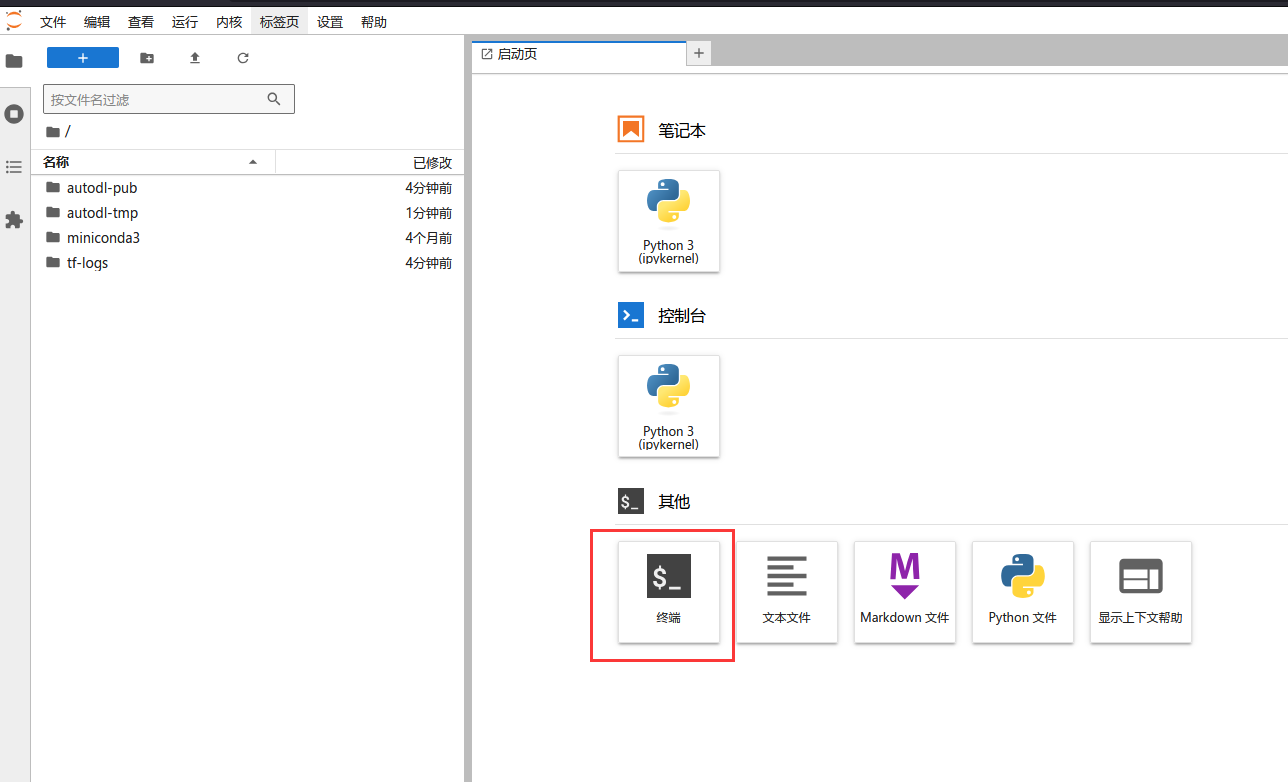 文件 编辑 查看 运行 内核 标签页 设置 帮助
启动页
按文件名过滤
/
名称 已修改
autodl-pub 4分钟前
autodl-tmp 1分钟前
miniconda3 4个月前
tf-logs 4分钟前
笔记本
Python 3
(ipykernel)
控制台
Python 3
(ipykernel)
$_ 其他
$_
终端 文本文件 Markdown 文件 Python 文件 显示上下文帮助